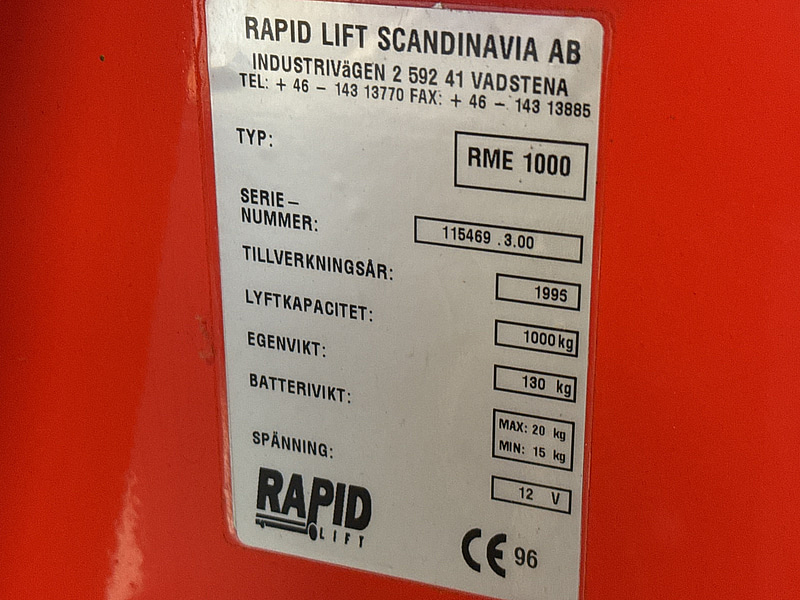 RAPID LIFT SCANDINAVIA AB
INDUSTRIVäGEN 2 592 41 VADSTENA
TEL: + 46 – 143 13770 FAX: + 46 – 143 13885
TYP: RME 1000
SERIE–
NUMMER: 115469 .3.00
TILLVERKNINGSÅR: 1995
LYFTKAPACITET: 1000 kg
EGENVIKT: 130 kg
BATTERIVIKT: MAX: 20 kg
MIN: 15 kg
SPÄNNING: 12 V
RAPID
LIFT
CE 96